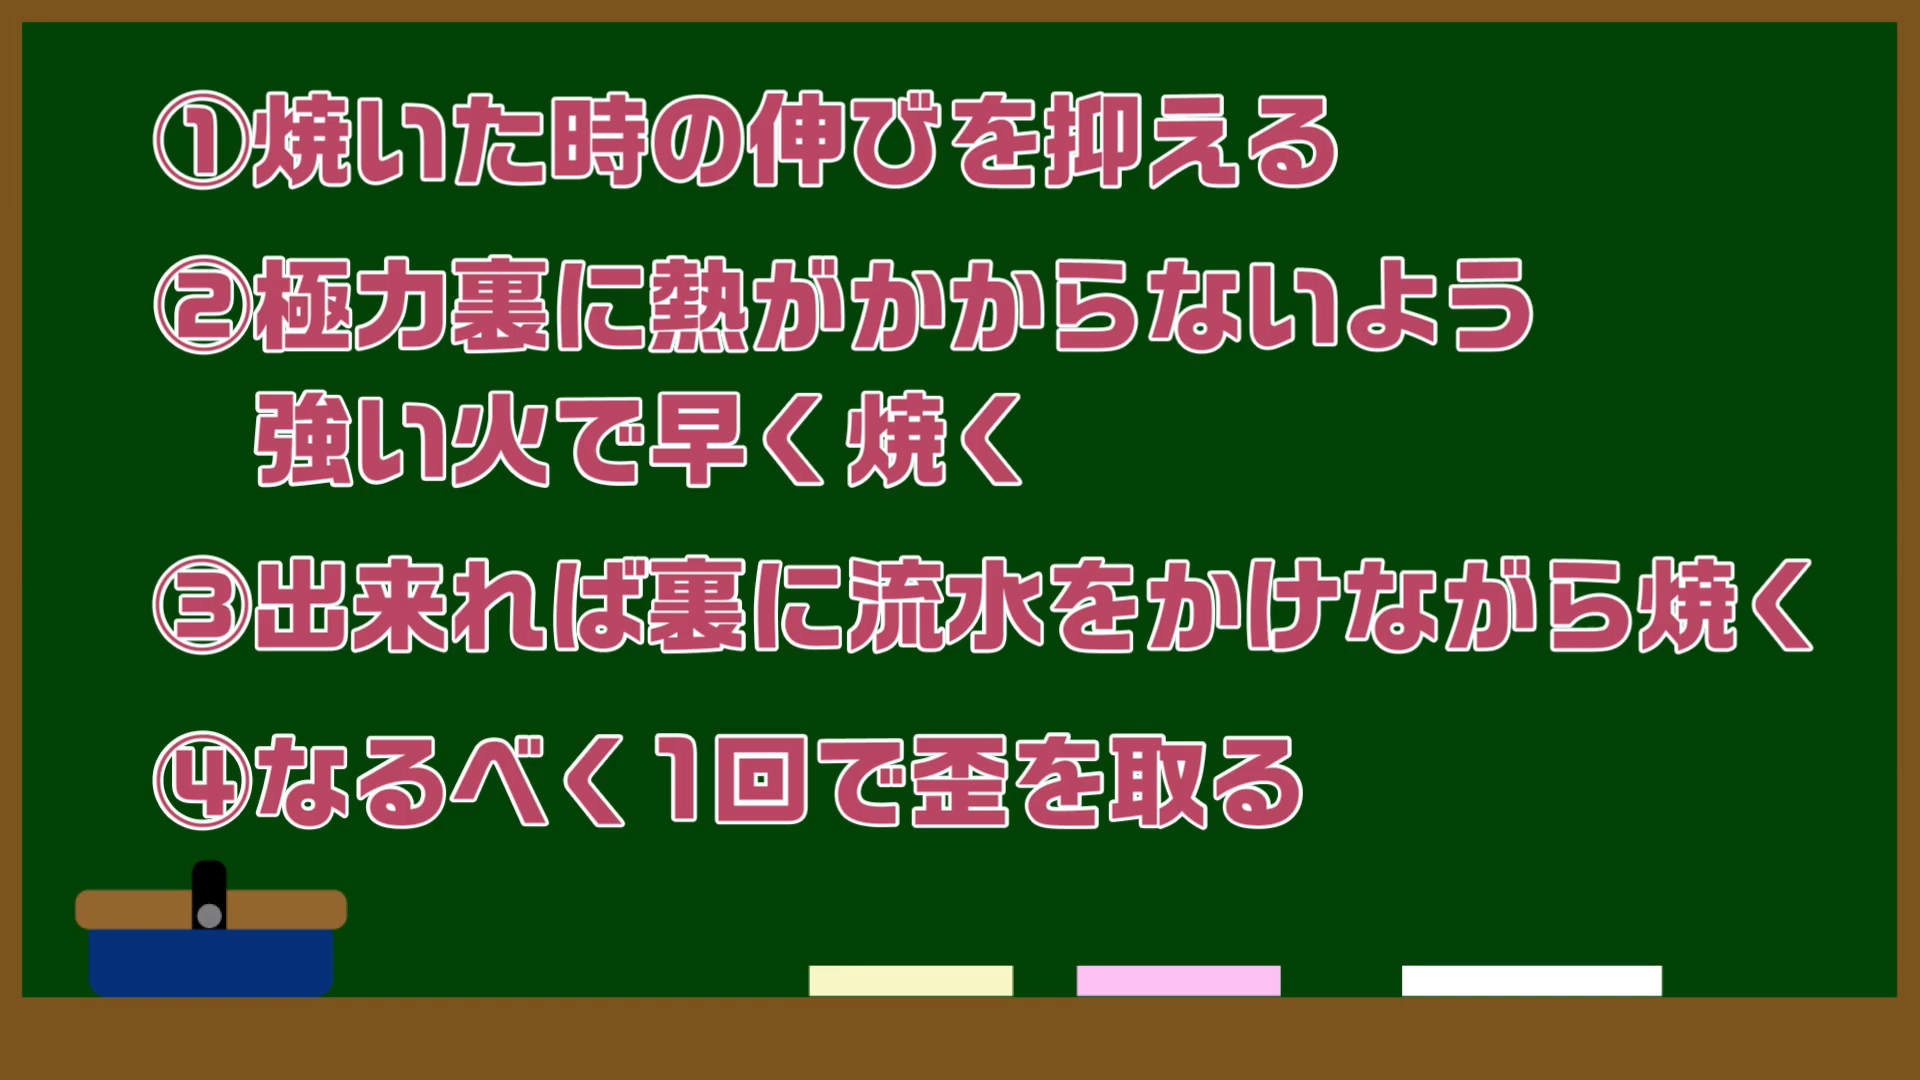 ①焼いた時の伸びを抑える
②極力裏に熱がかからないよう
強い火で早く焼く
③出来れば裏に流水をかけながら焼く
④なるべく1回で歪を取る